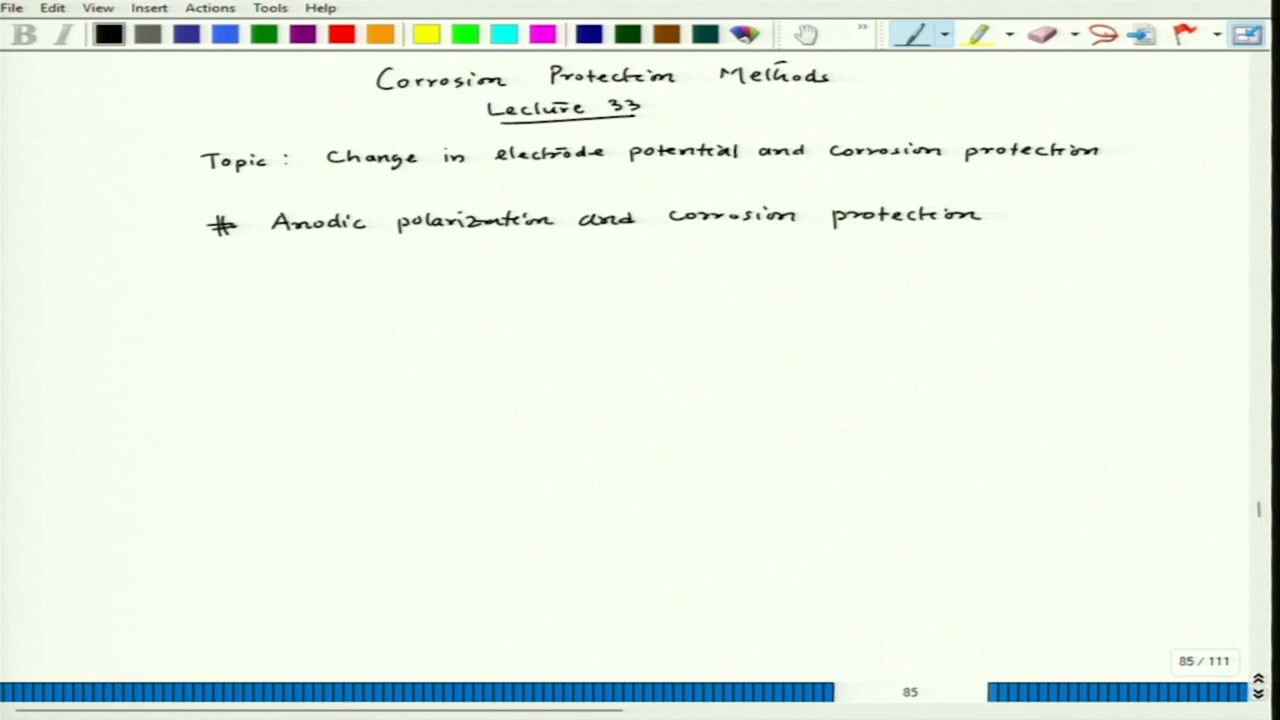 File Edit View Insert Actions Tools Help
B I
Corrosion Protection Methods
Lecture 33
Topic : Change in electrode potential and corrosion protection
# Anodic polarization and corrosion protection
85 / 111
85